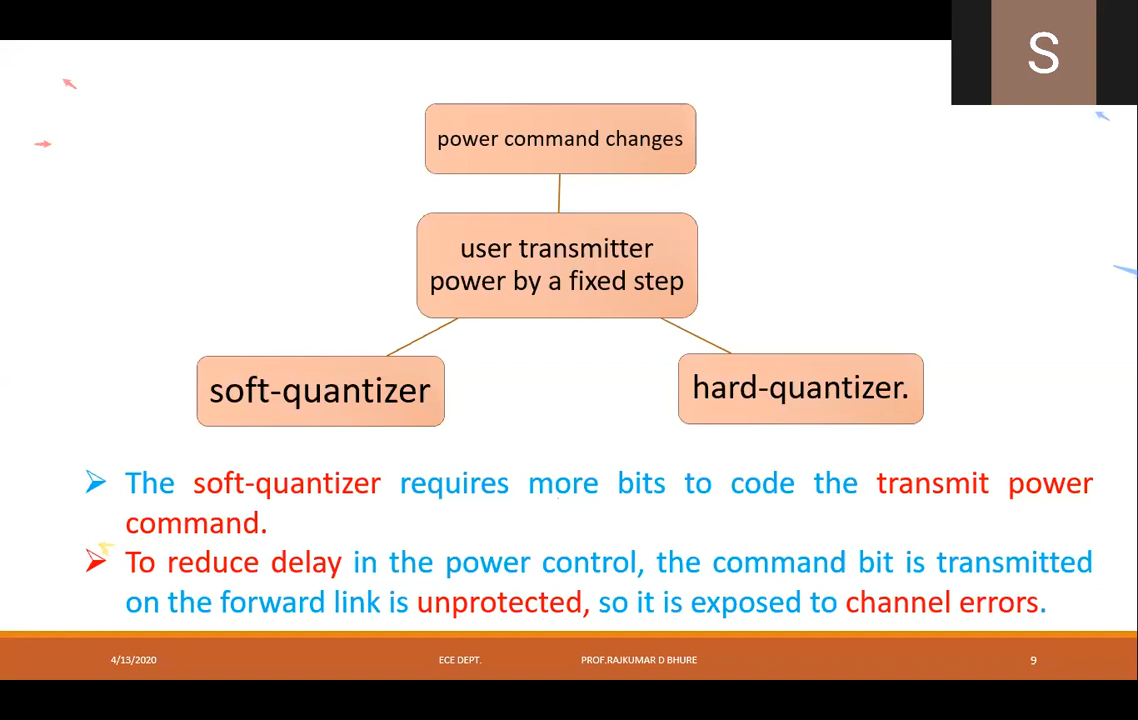 S
power command changes
user transmitter
power by a fixed step
soft-quantizer
hard-quantizer.
The soft-quantizer requires more bits to code the transmit power
command.
To reduce delay in the power control, the command bit is transmitted
on the forward link is unprotected, so it is exposed to channel errors.
4/13/2020
ECE DEPT.
PROF.RAJKUMAR D BHURE
9